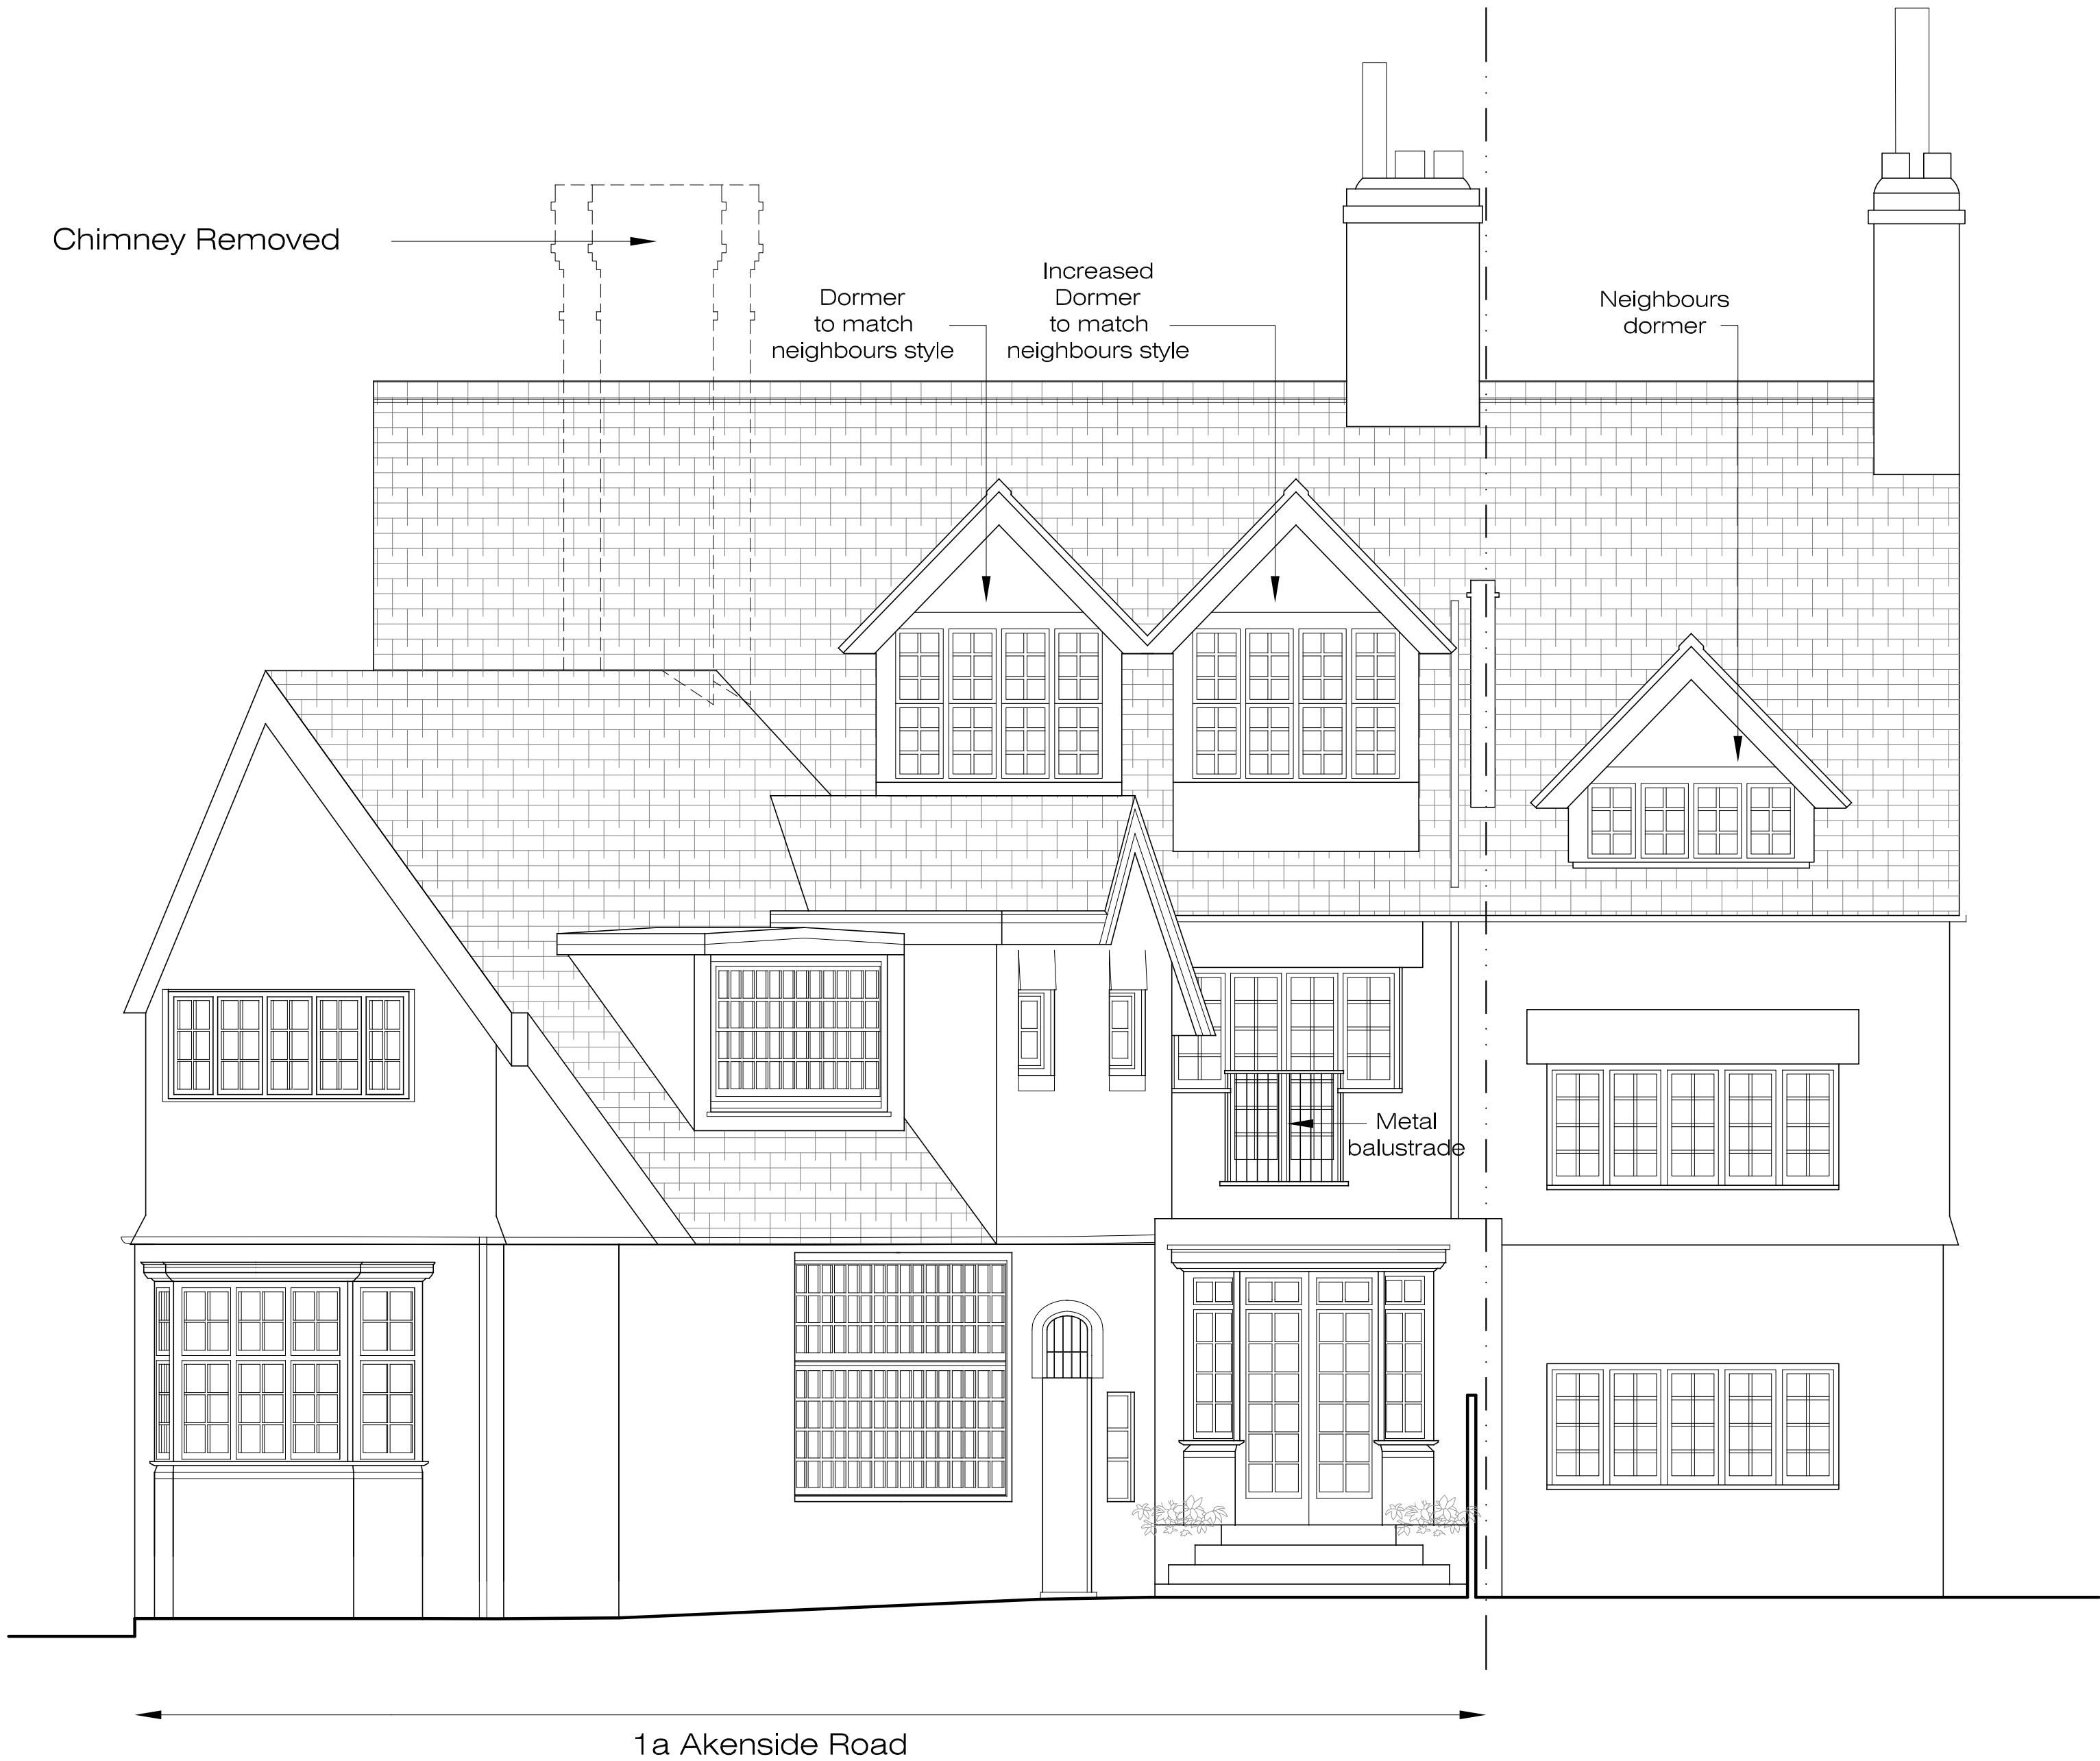 Chimney Removed
Dormer
to match
neighbours style
Increased
Dormer
to match
neighbours style
Neighbours
dormer
Metal
balustrade
1a Akenside Road